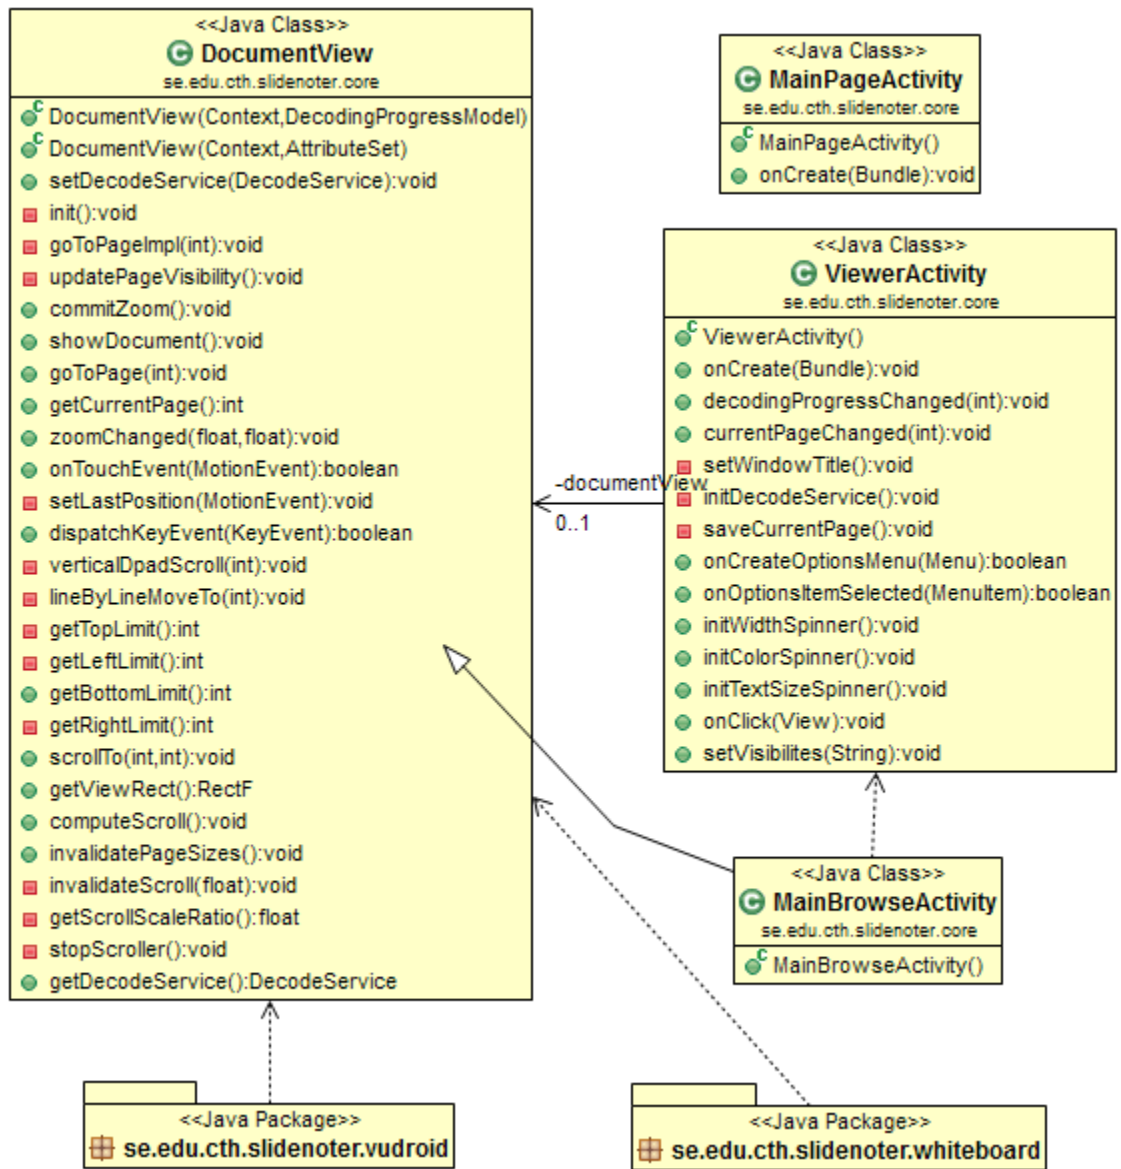 <<Java Class>>
DocumentView
se.edu.cth.slidenoter.core
DocumentView(Context,DecodingProgressModel)
DocumentView(Context,AttributeSet)
setDecodeService(DecodeService):void
init():void
goToPageImpl(int):void
updatePageVisibility():void
commitZoom():void
showDocument():void
goToPage(int):void
getCurrentPage():int
zoomChanged(float,float):void
onTouchEvent(MotionEvent):boolean
setLastPosition(MotionEvent):void
dispatchKeyEvent(KeyEvent):boolean
verticalDpadScroll(int):void
lineByLineMoveTo(int):void
getTopLimit():int
getLeftLimit():int
getBottomLimit():int
getRightLimit():int
scrollTo(int,int):void
getViewRect():RectF
computeScroll():void
invalidatePageSizes():void
invalidateScroll(float):void
getScrollScaleRatio():float
stopScroller():void
getDecodeService():DecodeService
<<Java Class>>
MainPageActivity
se.edu.cth.slidenoter.core
MainPageActivity()
onCreate(Bundle):void
<<Java Class>>
ViewerActivity
se.edu.cth.slidenoter.core
ViewerActivity()
onCreate(Bundle):void
decodingProgressChanged(int):void
currentPageChanged(int):void
setWindowTitle():void
initDecodeService():void
saveCurrentPage():void
onCreateOptionsMenu(Menu):boolean
onOptionsItemSelected(MenuItem):boolean
initWidthSpinner():void
initColorSpinner():void
initTextSizeSpinner():void
onClick(View):void
setVisibilites(String):void
-documentView
0..1
<<Java Class>>
MainBrowseActivity
se.edu.cth.slidenoter.core
MainBrowseActivity()
<<Java Package>>
se.edu.cth.slidenoter.vudroid
<<Java Package>>
se.edu.cth.slidenoter.whiteboard